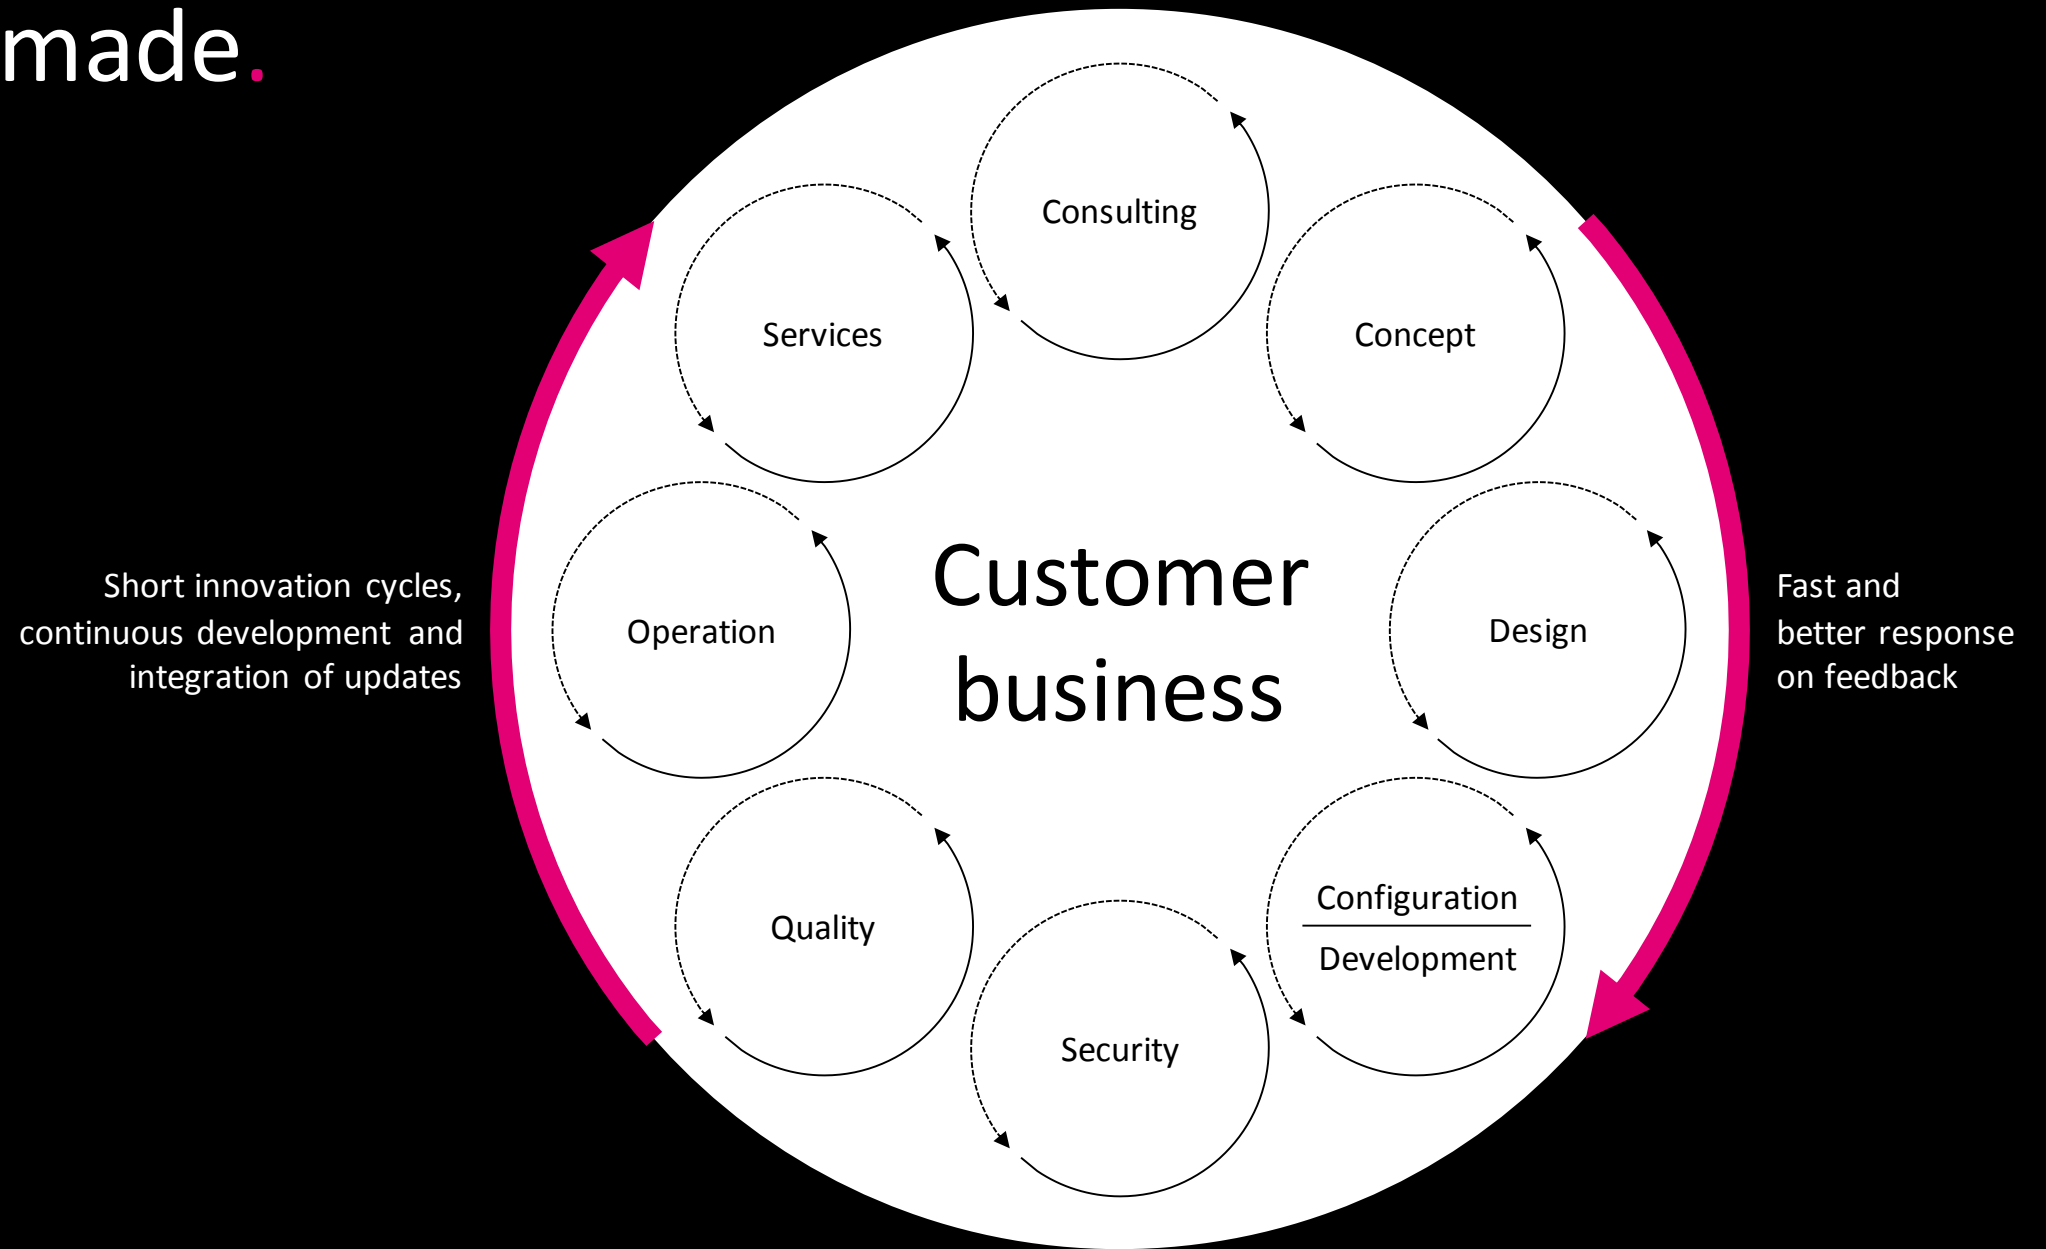 made.
Consulting
Services
Concept
Short innovation cycles,
continuous development and
integration of updates
Operation
Customer
business
Design
Fast and
better response
on feedback
Quality
Configuration
Development
Security